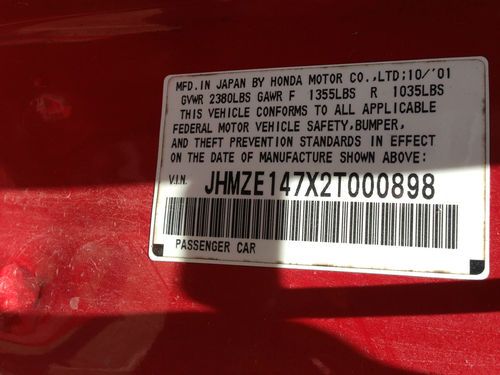 MFD. IN JAPAN BY HONDA MOTOR CO., LTD; 10/'01
GVWR 2380LBS GAWR F 1355LBS R 1035LBS
THIS VEHICLE CONFORMS TO ALL APPLICABLE
FEDERAL MOTOR VEHICLE SAFETY, BUMPER,
AND THEFT PREVENTION STANDARDS IN EFFECT
ON THE DATE OF MANUFACTURE SHOWN ABOVE:
V.I.N. JHMZE147X2T000898
PASSENGER CAR